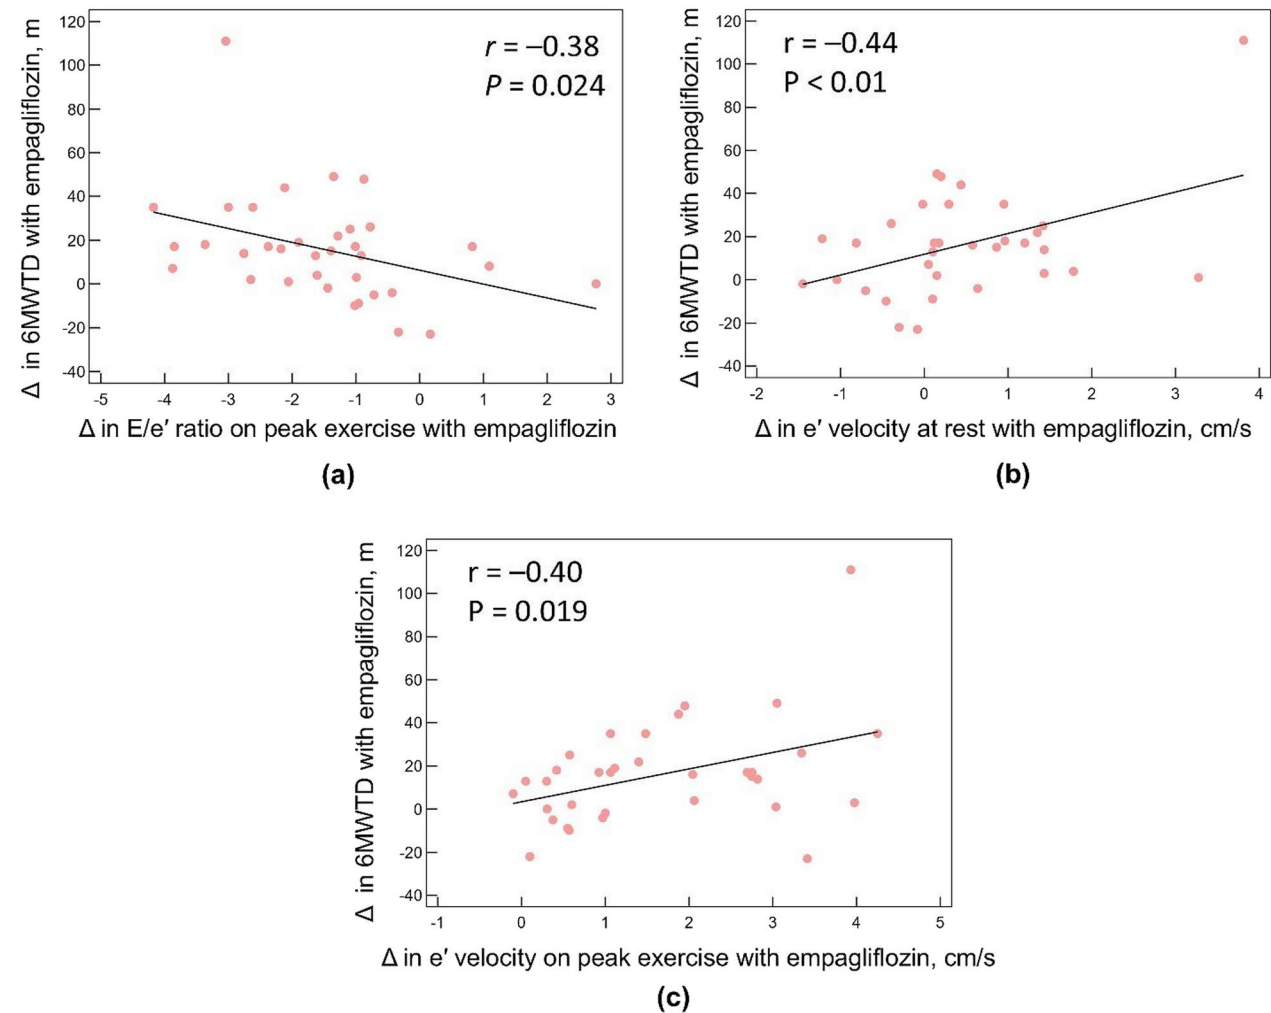 Δ in 6MWTD with empagliflozin, m
120
100
80
60
40
20
0
-20
-40
r = –0.38
P = 0.024
-5 -4 -3 -2 -1 0 1 2 3
Δ in E/e′ ratio on peak exercise with empagliflozin
(a)
Δ in 6MWTD with empagliflozin, m
120
100
80
60
40
20
0
-20
-40
r = –0.44
P < 0.01
-2 -1 0 1 2 3 4
Δ in e′ velocity at rest with empagliflozin, cm/s
(b)
Δ in 6MWTD with empagliflozin, m
120
100
80
60
40
20
0
-20
-40
r = –0.40
P = 0.019
-1 0 1 2 3 4 5
Δ in e′ velocity on peak exercise with empagliflozin, cm/s
(c)